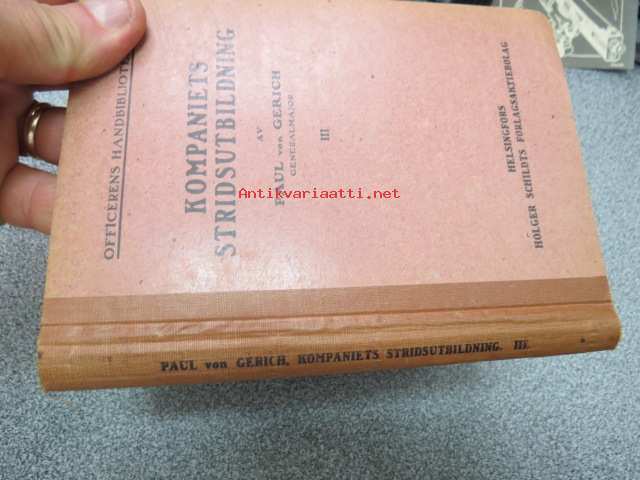 OFFICERENS HANDBIBLIOTEK
KOMPANIETS
STRIDSUTBILDNING
AV
PAUL von GERICH
GENERALMAJOR
III
HELSINGFORS
HOLGER SCHILDTS FÖRLAGSAKTIEBOLAG
Antikvariaatti.net
PAUL von GERICH, KOMPANIETS STRIDSUTBILDNING. III.